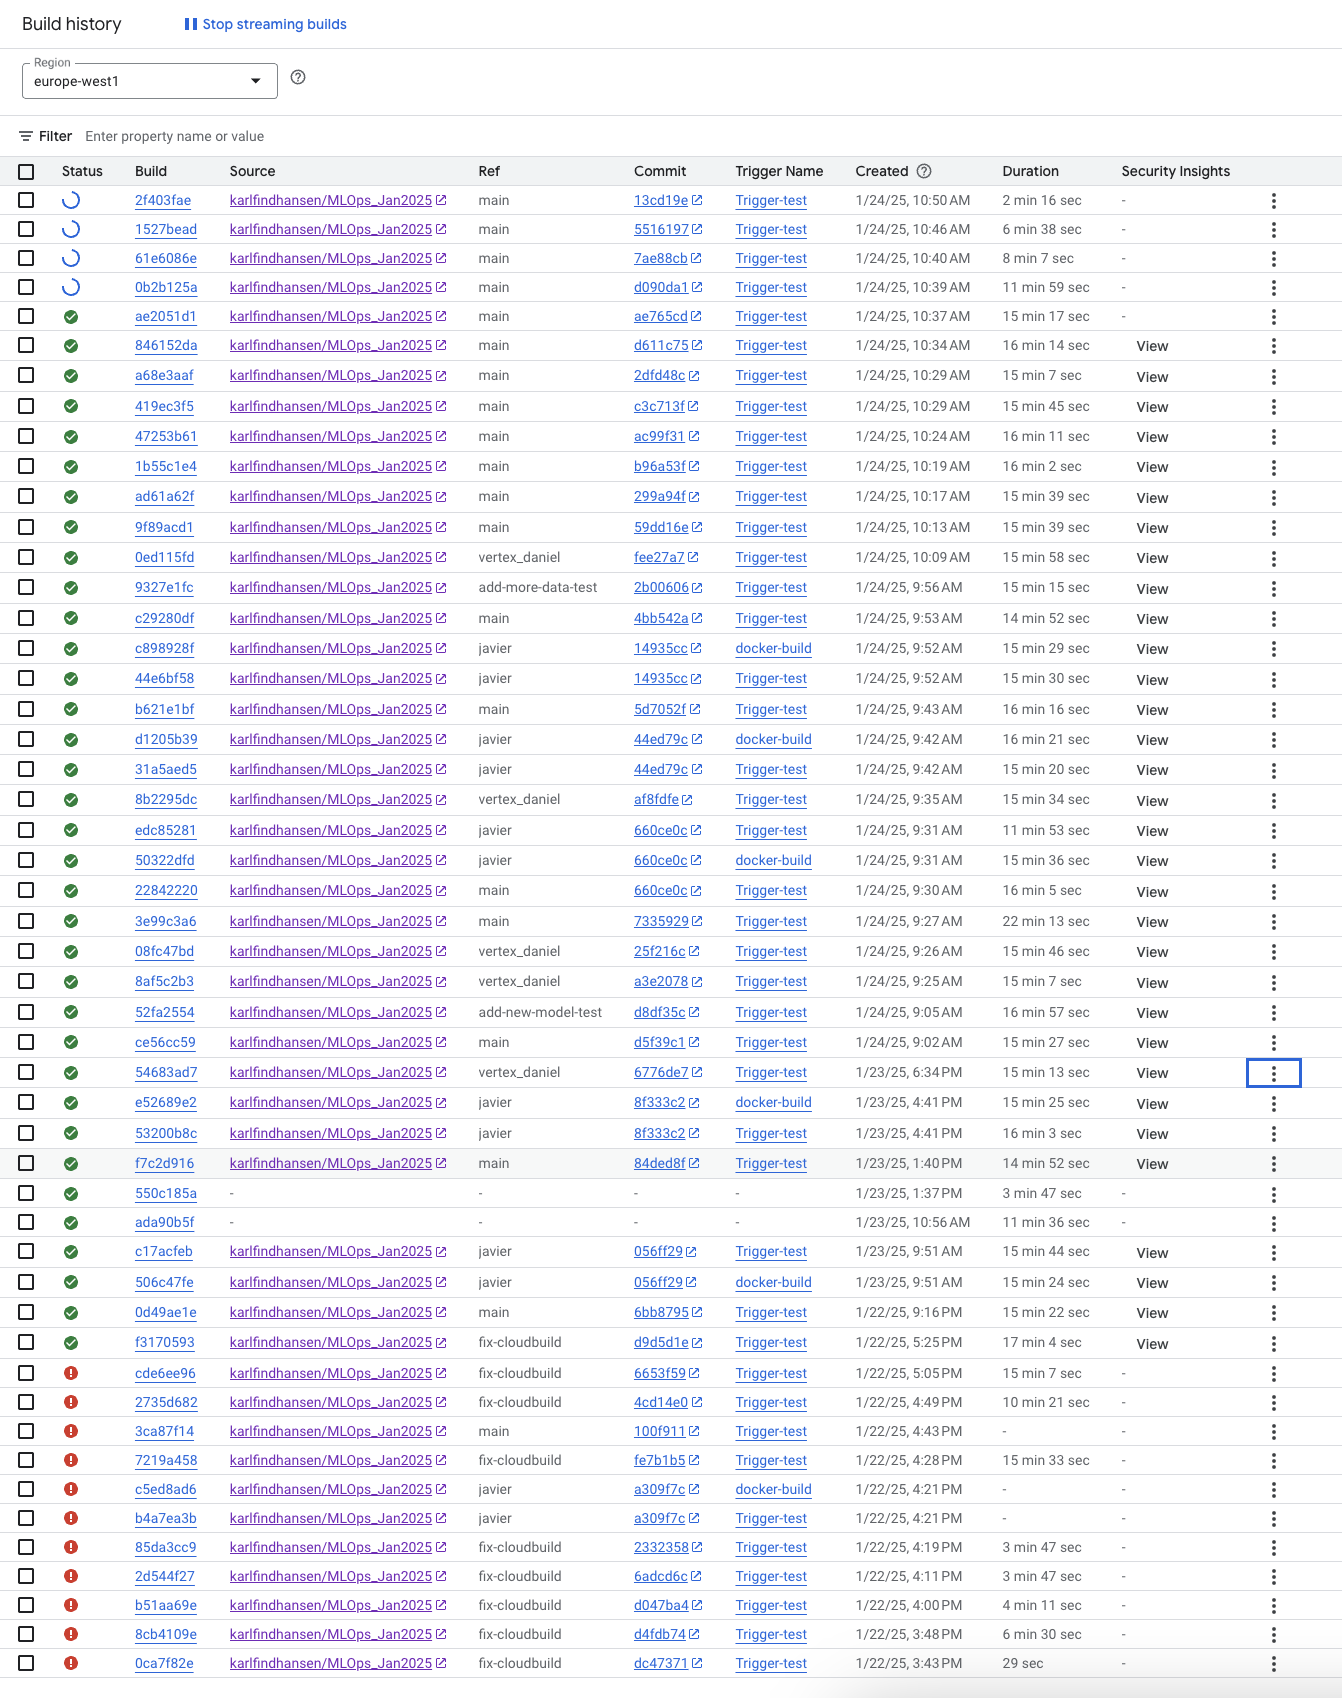 Build history Stop streaming builds
Region
europe-west1
Filter Enter property name or value
Status Build Source Ref Commit Trigger Name Created Duration Security Insights
2f403fae karlfindhansen/MLOps_Jan2025 main 13cd19e Trigger-test 1/24/25, 10:50 AM 2 min 16 sec -
1527bead karlfindhansen/MLOps_Jan2025 main 5516197 Trigger-test 1/24/25, 10:46 AM 6 min 38 sec -
61e6086e karlfindhansen/MLOps_Jan2025 main 7ae88cb Trigger-test 1/24/25, 10:40 AM 8 min 7 sec -
0b2b125a karlfindhansen/MLOps_Jan2025 main d090da1 Trigger-test 1/24/25, 10:39 AM 11 min 59 sec -
ae2051d1 karlfindhansen/MLOps_Jan2025 main ae765cd Trigger-test 1/24/25, 10:37 AM 15 min 17 sec -
846152da karlfindhansen/MLOps_Jan2025 main d611c75 Trigger-test 1/24/25, 10:34 AM 16 min 14 sec View
a68e3aaf karlfindhansen/MLOps_Jan2025 main 2dfd48c Trigger-test 1/24/25, 10:29 AM 15 min 7 sec View
419ec3f5 karlfindhansen/MLOps_Jan2025 main c3c713f Trigger-test 1/24/25, 10:29 AM 15 min 45 sec View
47253b61 karlfindhansen/MLOps_Jan2025 main ac99f31 Trigger-test 1/24/25, 10:24 AM 16 min 11 sec View
1b55c1e4 karlfindhansen/MLOps_Jan2025 main b96a53f Trigger-test 1/24/25, 10:19 AM 16 min 2 sec View
ad61a62f karlfindhansen/MLOps_Jan2025 main 299a94f Trigger-test 1/24/25, 10:17 AM 15 min 39 sec View
9f89acd1 karlfindhansen/MLOps_Jan2025 main 59dd16e Trigger-test 1/24/25, 10:13 AM 15 min 39 sec View
0ed115fd karlfindhansen/MLOps_Jan2025 vertex_daniel fee27a7 Trigger-test 1/24/25, 10:09 AM 15 min 58 sec View
9327e1fc karlfindhansen/MLOps_Jan2025 add-more-data-test 2b00606 Trigger-test 1/24/25, 9:56 AM 15 min 15 sec View
c29280df karlfindhansen/MLOps_Jan2025 main 4bb542a Trigger-test 1/24/25, 9:53 AM 14 min 52 sec View
c898928f karlfindhansen/MLOps_Jan2025 javier 14935cc docker-build 1/24/25, 9:52 AM 15 min 29 sec View
44e6bf58 karlfindhansen/MLOps_Jan2025 javier 14935cc Trigger-test 1/24/25, 9:52 AM 15 min 30 sec View
b621e1bf karlfindhansen/MLOps_Jan2025 main 5d7052f Trigger-test 1/24/25, 9:43 AM 16 min 16 sec View
d1205b39 karlfindhansen/MLOps_Jan2025 javier 44ed79c docker-build 1/24/25, 9:42 AM 16 min 21 sec View
31a5aed5 karlfindhansen/MLOps_Jan2025 javier 44ed79c Trigger-test 1/24/25, 9:42 AM 15 min 20 sec View
8b2295dc karlfindhansen/MLOps_Jan2025 vertex_daniel af8fdfe Trigger-test 1/24/25, 9:35 AM 15 min 34 sec View
edc85281 karlfindhansen/MLOps_Jan2025 javier 660ce0c Trigger-test 1/24/25, 9:31 AM 11 min 53 sec View
50322dfd karlfindhansen/MLOps_Jan2025 javier 660ce0c docker-build 1/24/25, 9:31 AM 15 min 36 sec View
22842220 karlfindhansen/MLOps_Jan2025 main 660ce0c Trigger-test 1/24/25, 9:30 AM 16 min 5 sec View
3e99c3a6 karlfindhansen/MLOps_Jan2025 main 7335929 Trigger-test 1/24/25, 9:27 AM 22 min 13 sec View
08fc47bd karlfindhansen/MLOps_Jan2025 vertex_daniel 25f216c Trigger-test 1/24/25, 9:26 AM 15 min 46 sec View
8af5c2b3 karlfindhansen/MLOps_Jan2025 vertex_daniel a3e2078 Trigger-test 1/24/25, 9:25 AM 15 min 7 sec View
52fa2554 karlfindhansen/MLOps_Jan2025 add-new-model-test d8df35c Trigger-test 1/24/25, 9:05 AM 16 min 57 sec View
ce56cc59 karlfindhansen/MLOps_Jan2025 main d5f39c1 Trigger-test 1/24/25, 9:02 AM 15 min 27 sec View
54683ad7 karlfindhansen/MLOps_Jan2025 vertex_daniel 6776de7 Trigger-test 1/23/25, 6:34 PM 15 min 13 sec View
e52689e2 karlfindhansen/MLOps_Jan2025 javier 8f333c2 docker-build 1/23/25, 4:41 PM 15 min 25 sec View
53200b8c karlfindhansen/MLOps_Jan2025 javier 8f333c2 Trigger-test 1/23/25, 4:41 PM 16 min 3 sec View
f7c2d916 karlfindhansen/MLOps_Jan2025 main 84ded8f Trigger-test 1/23/25, 1:40 PM 14 min 52 sec View
550c185a - - - - 1/23/25, 1:37 PM 3 min 47 sec -
ada90b5f - - - - 1/23/25, 10:56 AM 11 min 36 sec -
c17acfeb karlfindhansen/MLOps_Jan2025 javier 056ff29 Trigger-test 1/23/25, 9:51 AM 15 min 44 sec View
506c47fe karlfindhansen/MLOps_Jan2025 javier 056ff29 docker-build 1/23/25, 9:51 AM 15 min 24 sec View
0d49ae1e karlfindhansen/MLOps_Jan2025 main 6bb8795 Trigger-test 1/22/25, 9:16 PM 15 min 22 sec View
f3170593 karlfindhansen/MLOps_Jan2025 fix-cloudbuild d9d5d1e Trigger-test 1/22/25, 5:25 PM 17 min 4 sec View
cde6ee96 karlfindhansen/MLOps_Jan2025 fix-cloudbuild 6653f59 Trigger-test 1/22/25, 5:05 PM 15 min 7 sec -
2735d682 karlfindhansen/MLOps_Jan2025 fix-cloudbuild 4cd14e0 Trigger-test 1/22/25, 4:49 PM 10 min 21 sec -
3ca87f14 karlfindhansen/MLOps_Jan2025 main 100f911 Trigger-test 1/22/25, 4:43 PM - -
7219a458 karlfindhansen/MLOps_Jan2025 fix-cloudbuild fe7b1b5 Trigger-test 1/22/25, 4:28 PM 15 min 33 sec -
c5ed8ad6 karlfindhansen/MLOps_Jan2025 javier a309f7c docker-build 1/22/25, 4:21 PM - -
b4a7ea3b karlfindhansen/MLOps_Jan2025 javier a309f7c Trigger-test 1/22/25, 4:21 PM - -
85da3cc9 karlfindhansen/MLOps_Jan2025 fix-cloudbuild 2332358 Trigger-test 1/22/25, 4:19 PM 3 min 47 sec -
2d544f27 karlfindhansen/MLOps_Jan2025 fix-cloudbuild 6adcd6c Trigger-test 1/22/25, 4:11 PM 3 min 47 sec -
b51aa69e karlfindhansen/MLOps_Jan2025 fix-cloudbuild d047ba4 Trigger-test 1/22/25, 4:00 PM 4 min 11 sec -
8cb4109e karlfindhansen/MLOps_Jan2025 fix-cloudbuild d4fdb74 Trigger-test 1/22/25, 3:48 PM 6 min 30 sec -
0ca7f82e karlfindhansen/MLOps_Jan2025 fix-cloudbuild dc47371 Trigger-test 1/22/25, 3:43 PM 29 sec -